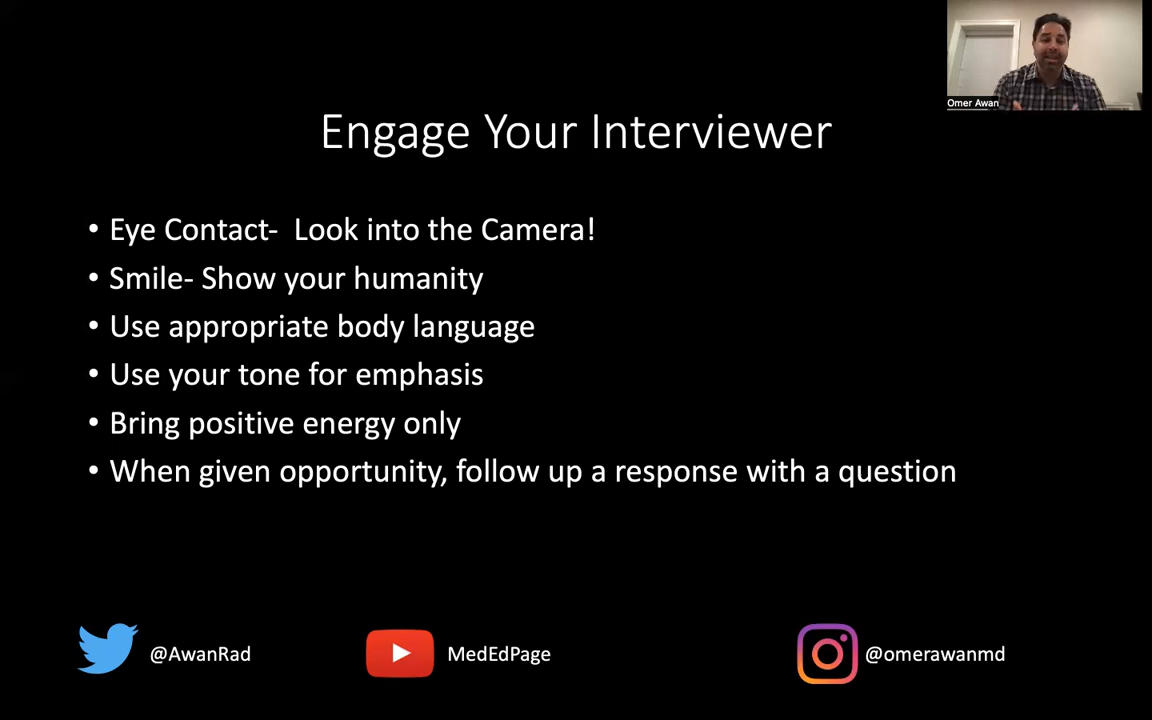 Omer Awan
Engage Your Interviewer
• Eye Contact-  Look into the Camera!
• Smile- Show your humanity
• Use appropriate body language
• Use your tone for emphasis
• Bring positive energy only
• When given opportunity, follow up a response with a question
@AwanRad
MedEdPage
@omerawanmd